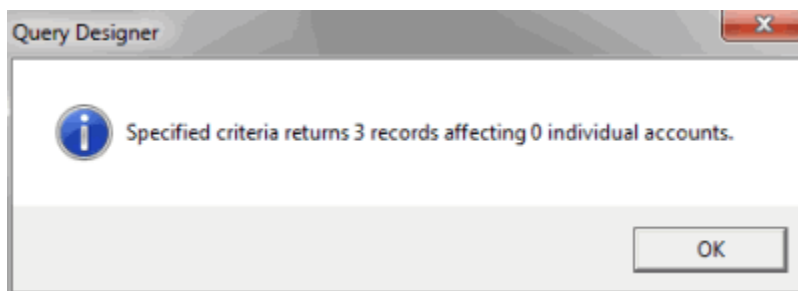 Query Designer
Specified criteria returns 3 records affecting 0 individual accounts.
OK